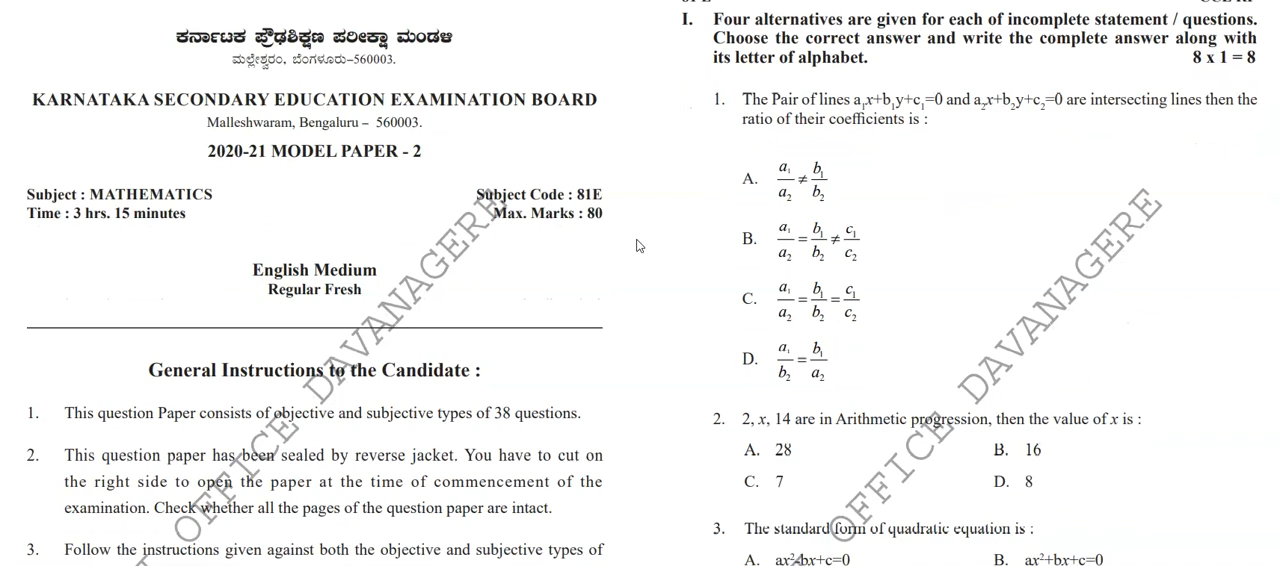 ಕರ್ನಾಟಕ ಪ್ರೌಢಶಿಕ್ಷಣ ಪರೀಕ್ಷಾ ಮಂಡಳಿ
ಮಲ್ಲೇಶ್ವರಂ, ಬೆಂಗಳೂರು–560003.
KARNATAKA SECONDARY EDUCATION EXAMINATION BOARD
Malleshwaram, Bengaluru – 560003.
2020-21 MODEL PAPER - 2
Subject : MATHEMATICS Subject Code : 81E
Time : 3 hrs. 15 minutes Max. Marks : 80
English Medium
Regular Fresh
General Instructions to the Candidate :
1. This question Paper consists of objective and subjective types of 38 questions.
2. This question paper has been sealed by reverse jacket. You have to cut on
the right side to open the paper at the time of commencement of the
examination. Check whether all the pages of the question paper are intact.
3. Follow the instructions given against both the objective and subjective types of
OFFICE DAVANAGERE
I. Four alternatives are given for each of incomplete statement / questions.
Choose the correct answer and write the complete answer along with
its letter of alphabet. 8 x 1 = 8
1. The Pair of lines a₁x+b₁y+c₁=0 and a₂x+b₂y+c₂=0 are intersecting lines then the
ratio of their coefficients is :
A. a₁/a₂ ≠ b₁/b₂
B. a₁/a₂ = b₁/b₂ ≠ c₁/c₂
C. a₁/a₂ = b₁/b₂ = c₁/c₂
D. a₁/b₂ = b₁/a₂
2. 2, x, 14 are in Arithmetic progression, then the value of x is :
A. 28 B. 16
C. 7 D. 8
3. The standard form of quadratic equation is :
A. ax²-bx+c=0 B. ax²+bx+c=0
OFFICE DAVANAGERE